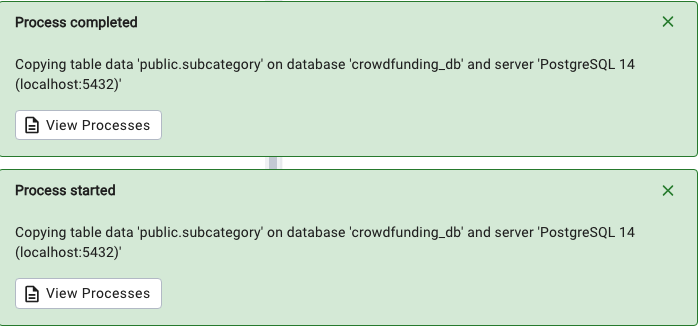 Process completed
Copying table data 'public.subcategory' on database 'crowdfunding_db' and server 'PostgreSQL 14
(localhost:5432)'
View Processes
Process started
Copying table data 'public.subcategory' on database 'crowdfunding_db' and server 'PostgreSQL 14
(localhost:5432)'
View Processes